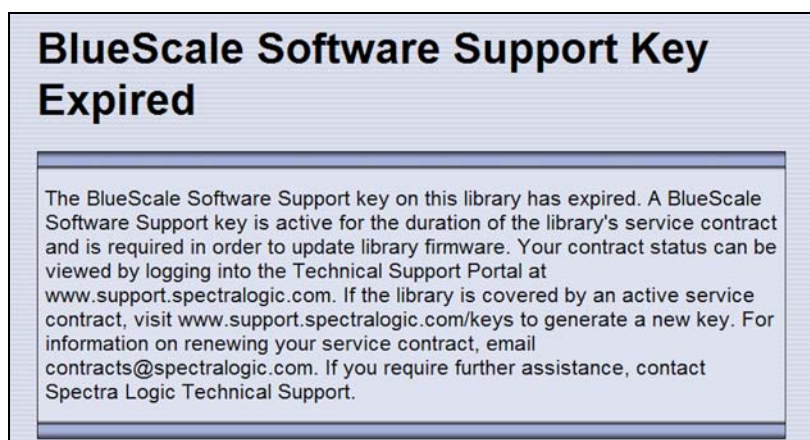 BlueScale Software Support Key
Expired
The BlueScale Software Support key on this library has expired. A BlueScale
Software Support key is active for the duration of the library's service contract
and is required in order to update library firmware. Your contract status can be
viewed by logging into the Technical Support Portal at
www.support.spectralogic.com. If the library is covered by an active service
contract, visit www.support.spectralogic.com/keys to generate a new key. For
information on renewing your service contract, email
contracts@spectralogic.com. If you require further assistance, contact
Spectra Logic Technical Support.